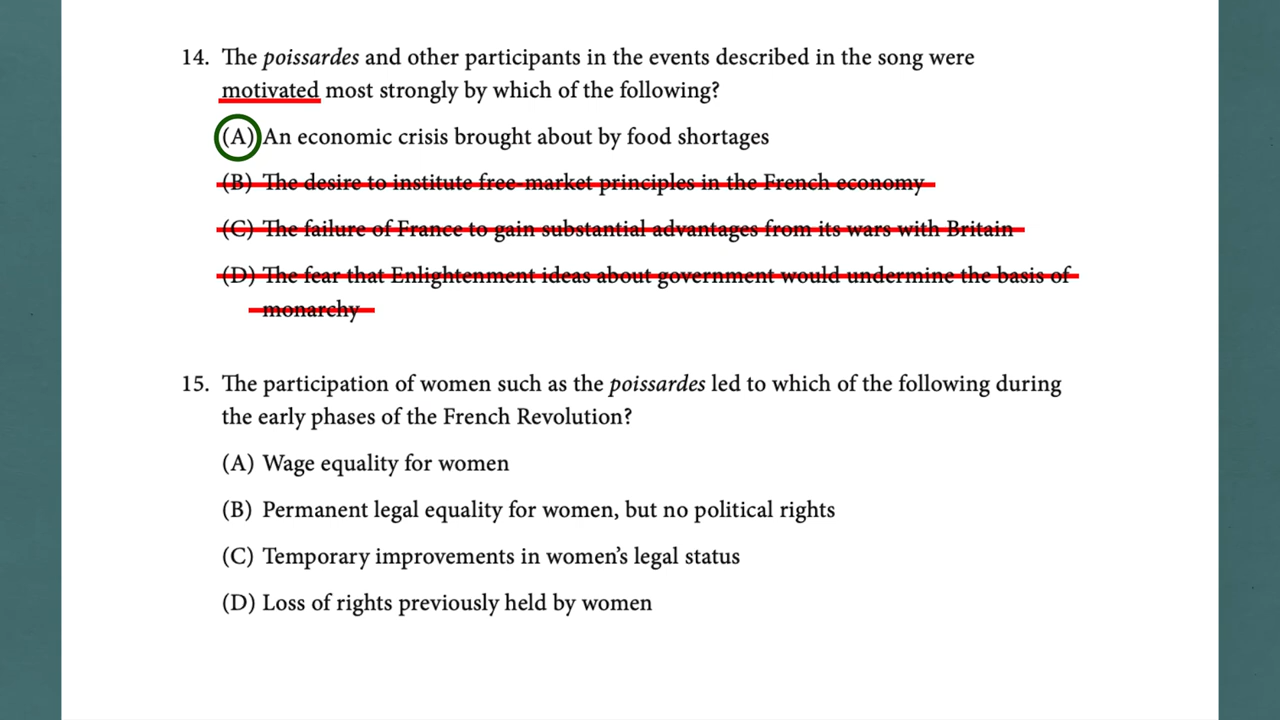 14. The poissardes and other participants in the events described in the song were
motivated most strongly by which of the following?
(A) An economic crisis brought about by food shortages
(B) The desire to institute free-market principles in the French economy
(C) The failure of France to gain substantial advantages from its wars with Britain
(D) The fear that Enlightenment ideas about government would undermine the basis of
monarchy
15. The participation of women such as the poissardes led to which of the following during
the early phases of the French Revolution?
(A) Wage equality for women
(B) Permanent legal equality for women, but no political rights
(C) Temporary improvements in women’s legal status
(D) Loss of rights previously held by women